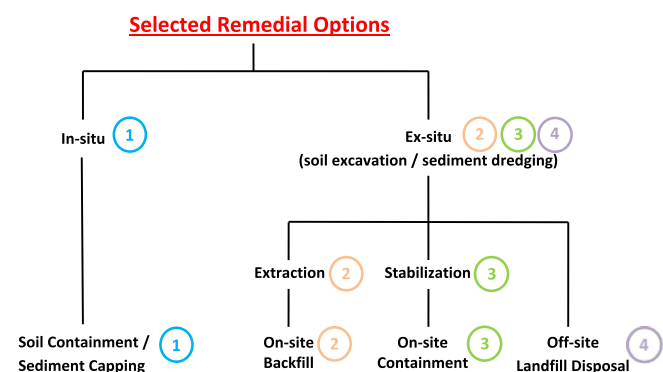 Selected Remedial Options
In-situ 1
Ex-situ 2 3 4
(soil excavation / sediment dredging)
Extraction 2
Stabilization 3
Soil Containment / 1
Sediment Capping
On-site 2
Backfill
On-site 3
Containment
Off-site 4
Landfill Disposal